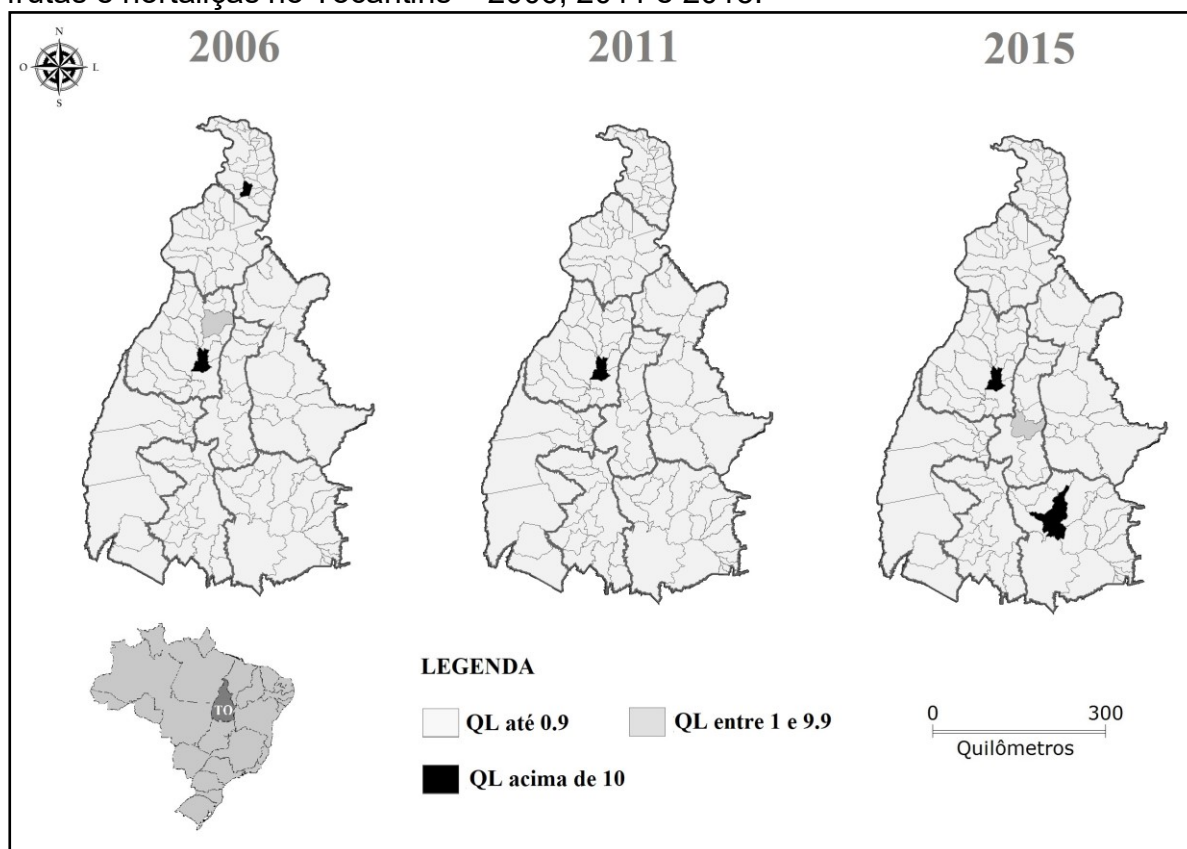 frutas e hortaliças no Tocantins – 2006, 2011 e 2015.
2006
2011
2015
N
O
L
S
TO
LEGENDA
QL até 0.9
QL entre 1 e 9.9
QL acima de 10
0
300
Quilômetros